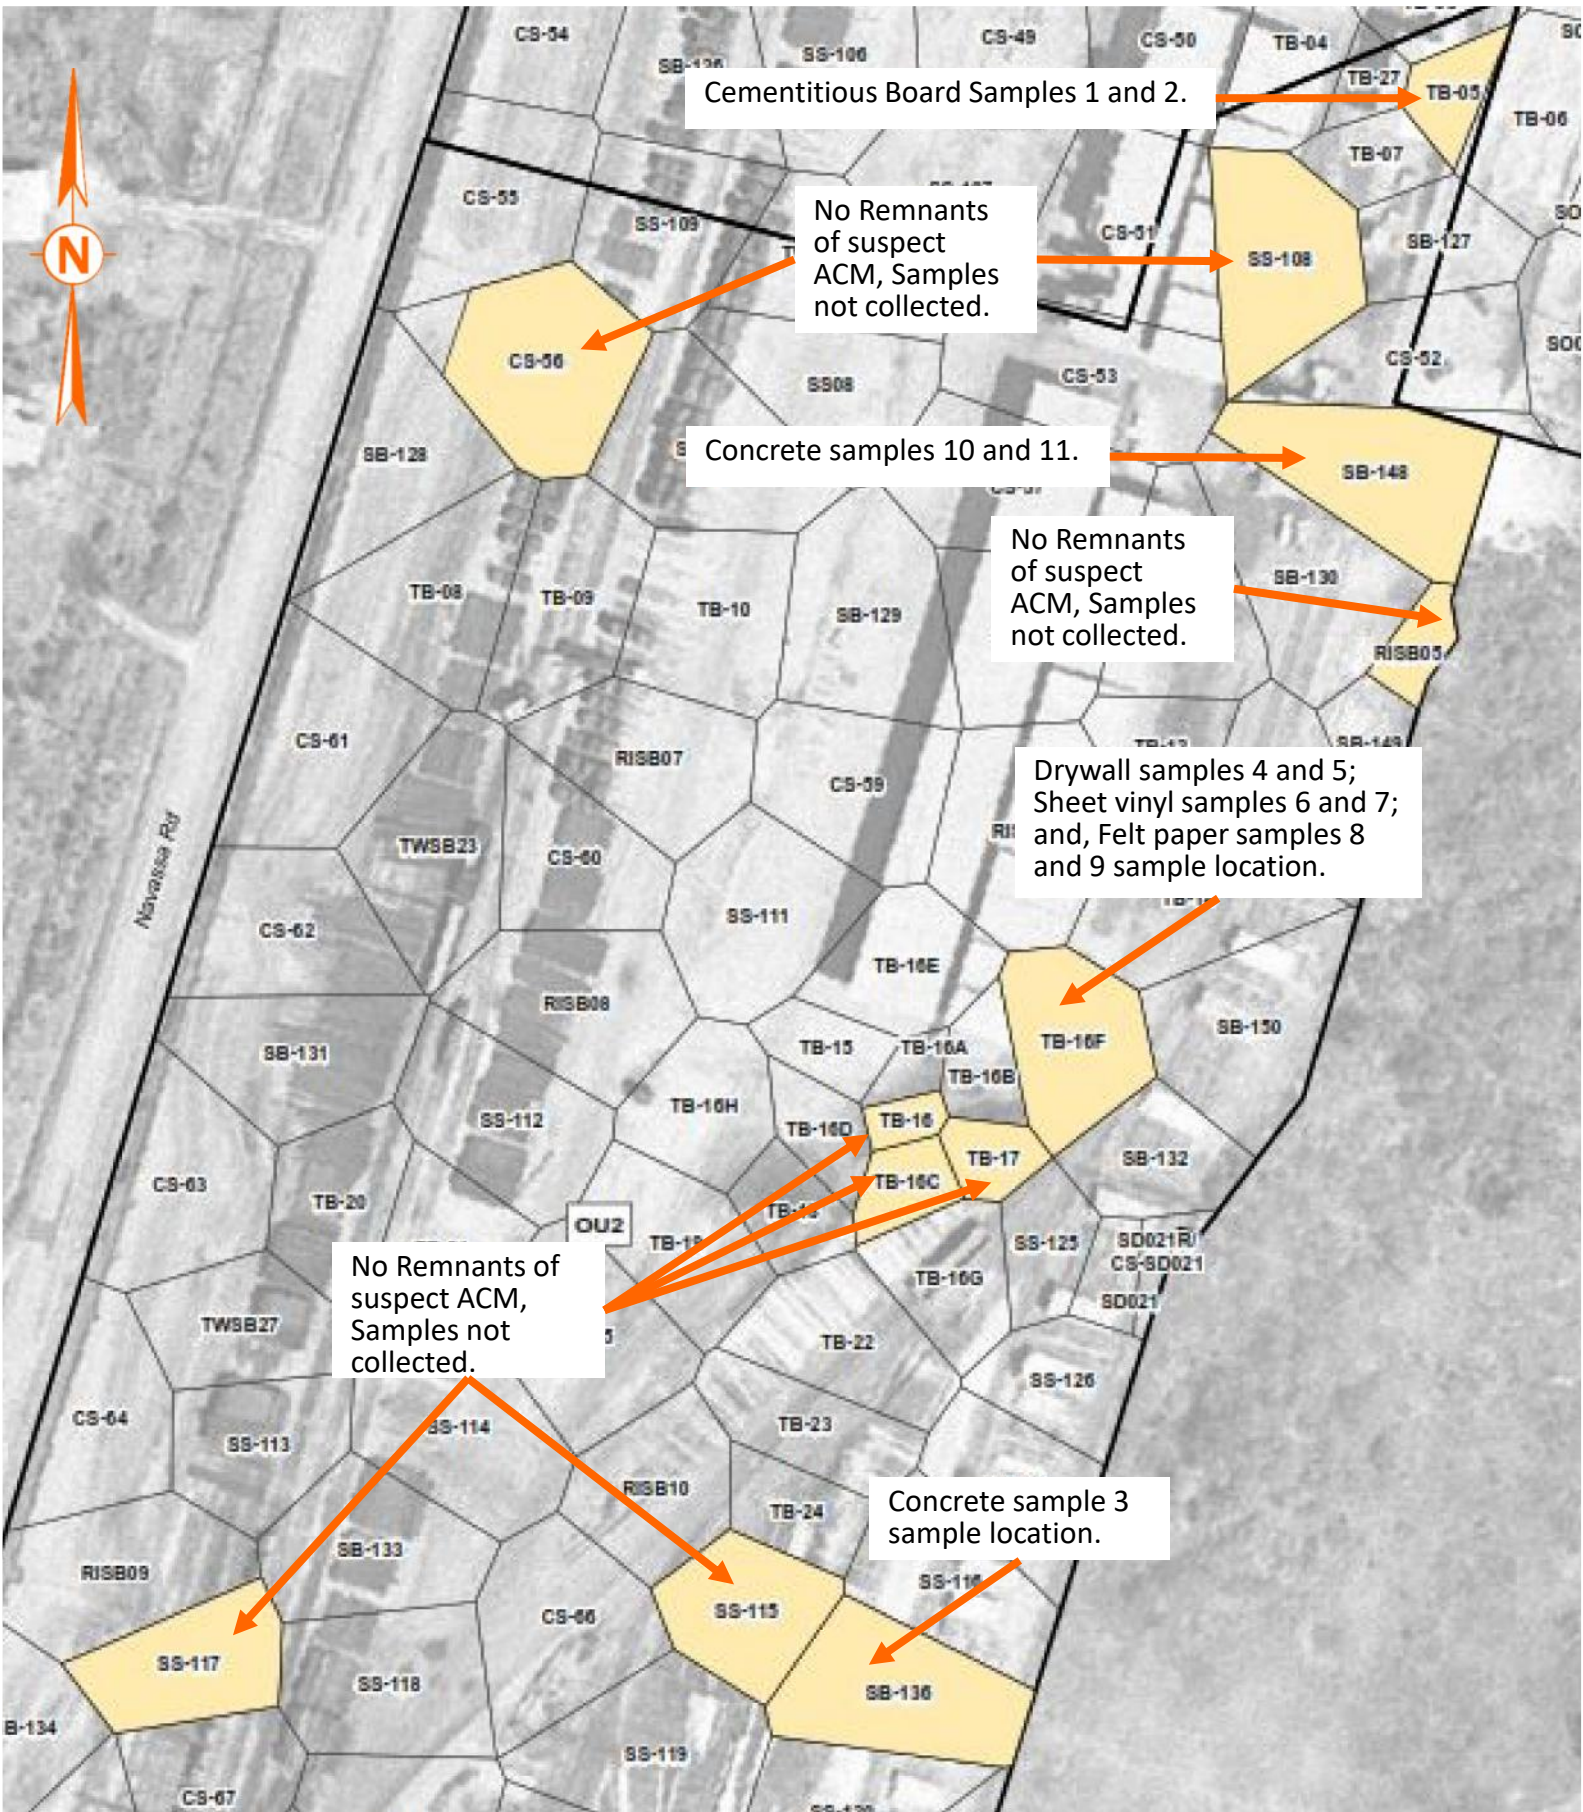 CS-54
SS-106
CS-49
CS-50
TB-04
TB-27
TB-05
TB-06
Cementitious Board Samples 1 and 2.
TB-07
CS-55
SS-109
No Remnants
of suspect
ACM, Samples
not collected.
CS-51
SS-108
SB-127
N
CS-56
SS08
CS-53
CS-52
SB-128
Concrete samples 10 and 11.
SB-148
No Remnants
of suspect
ACM, Samples
not collected.
SB-130
RISB05
TB-08
TB-09
TB-10
SB-129
CS-61
RISB07
CS-59
SB-149
Drywall samples 4 and 5;
Sheet vinyl samples 6 and 7;
and, Felt paper samples 8
and 9 sample location.
Navassa Rd
TWSB23
CS-60
CS-62
SS-111
TB-16E
RISB08
SB-131
TB-15
TB-16A
TB-16B
TB-16F
SB-150
SS-112
TB-16H
TB-16D
TB-16
TB-17
TB-16C
SB-132
CS-63
TB-20
OU2
SS-125
SD021R
CS-SD021
SD021
TB-16G
No Remnants of
suspect ACM,
Samples not
collected.
TWSB27
TB-22
SS-126
CS-64
SS-113
SS-114
TB-23
RISB10
TB-24
Concrete sample 3
sample location.
RISB09
SB-133
SS-116
CS-66
SS-115
SS-117
SS-118
SB-136
B-134
SS-119
CS-67